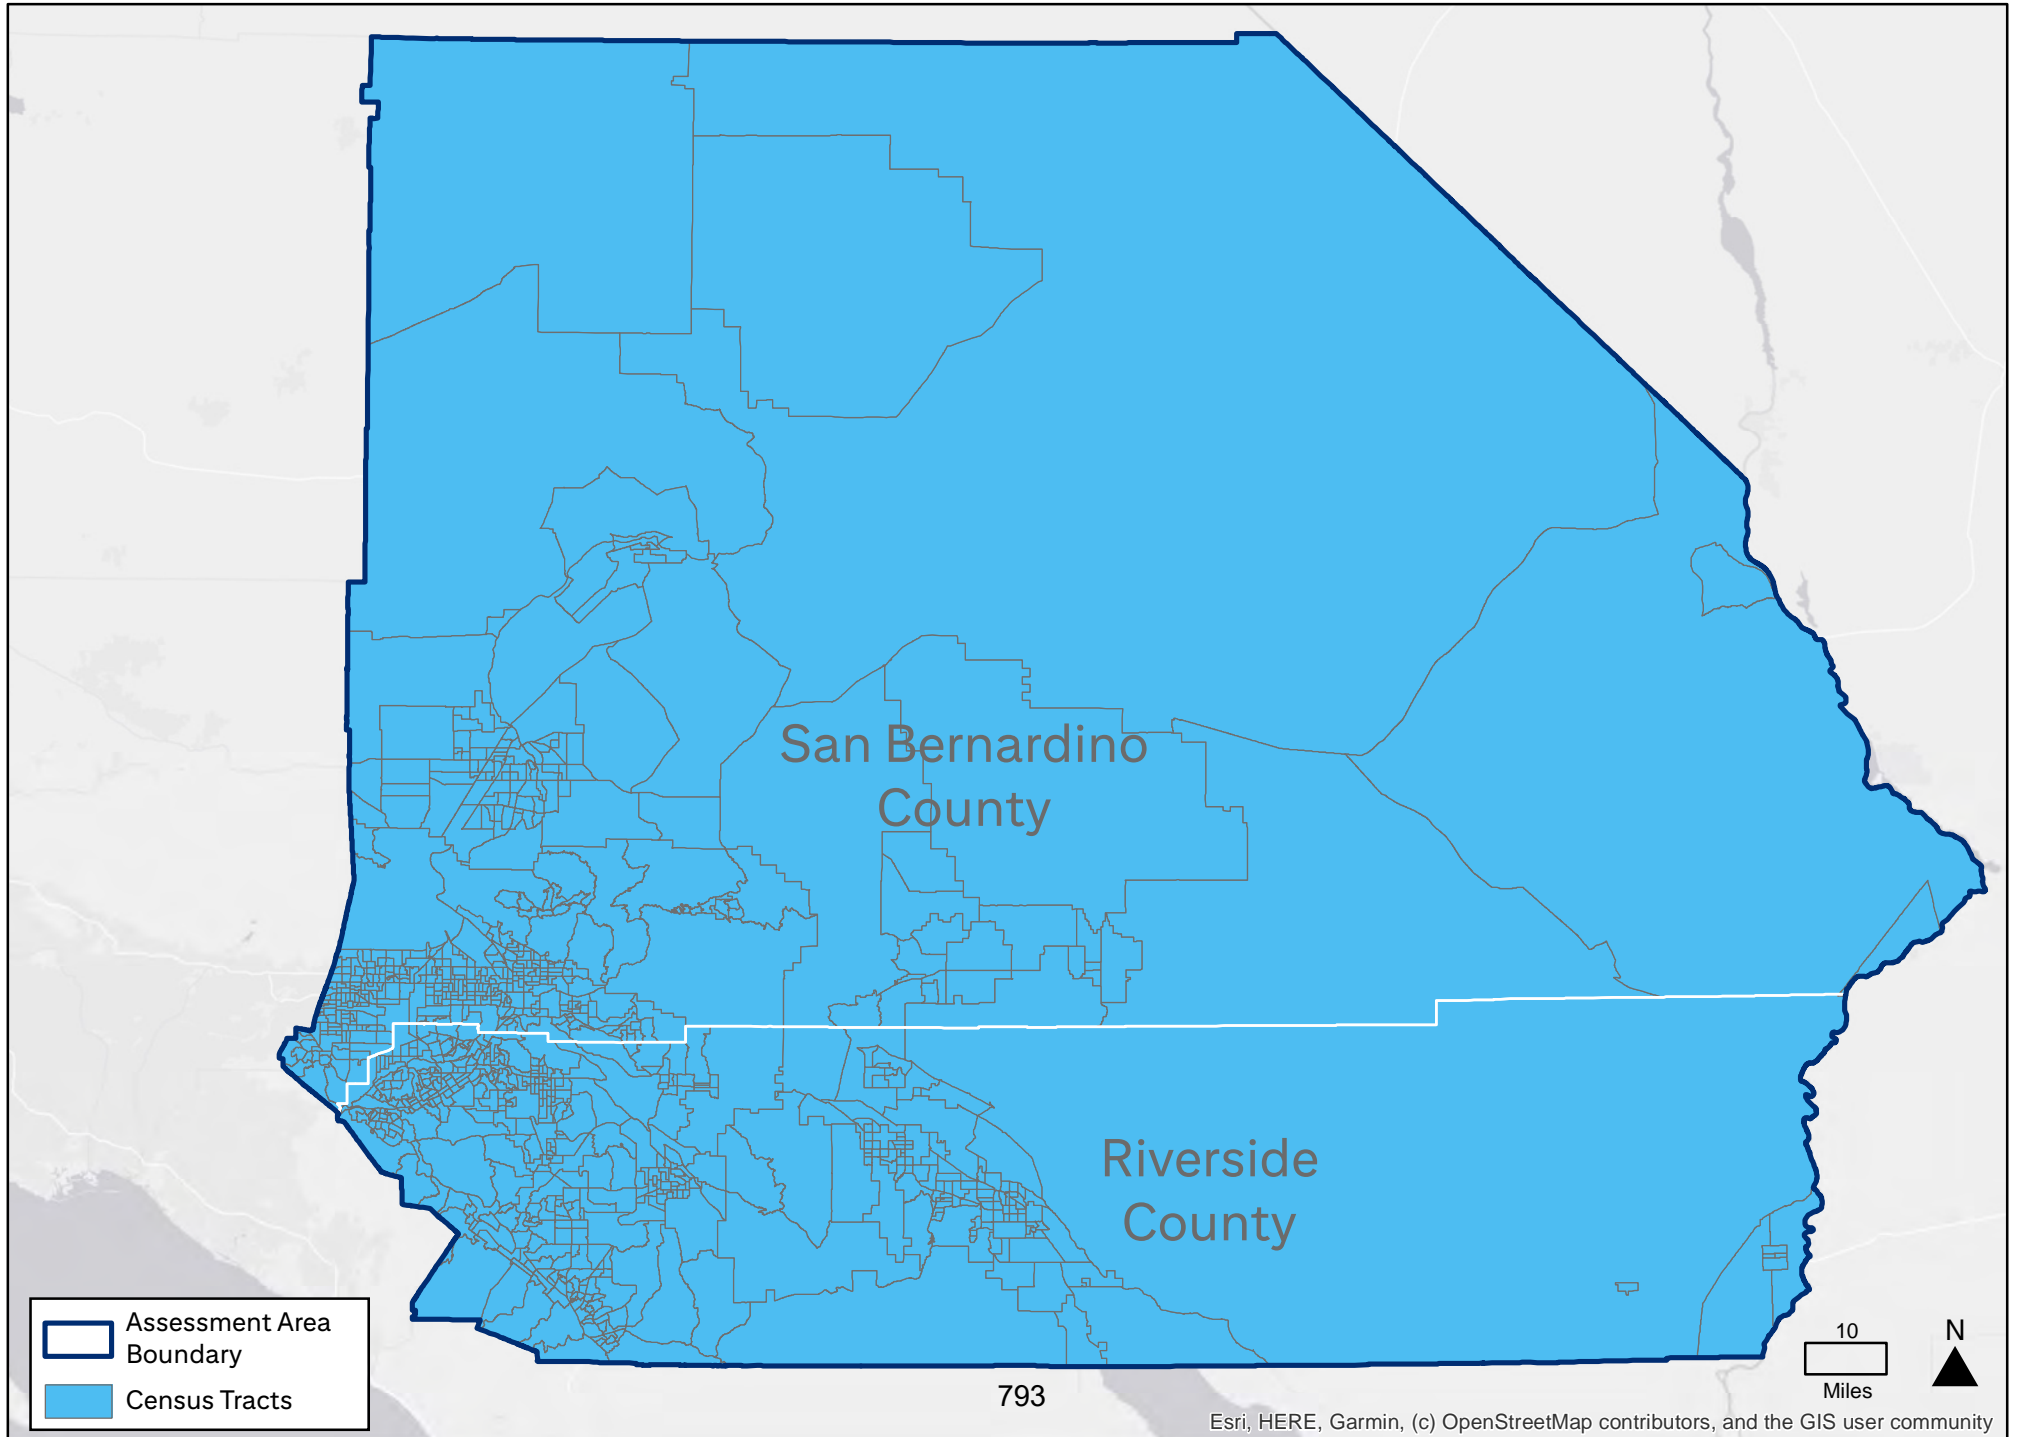 San Bernardino
County
Riverside
County
Assessment Area
Boundary
Census Tracts
10
Miles
N
793
Esri, HERE, Garmin, (c) OpenStreetMap contributors, and the GIS user community